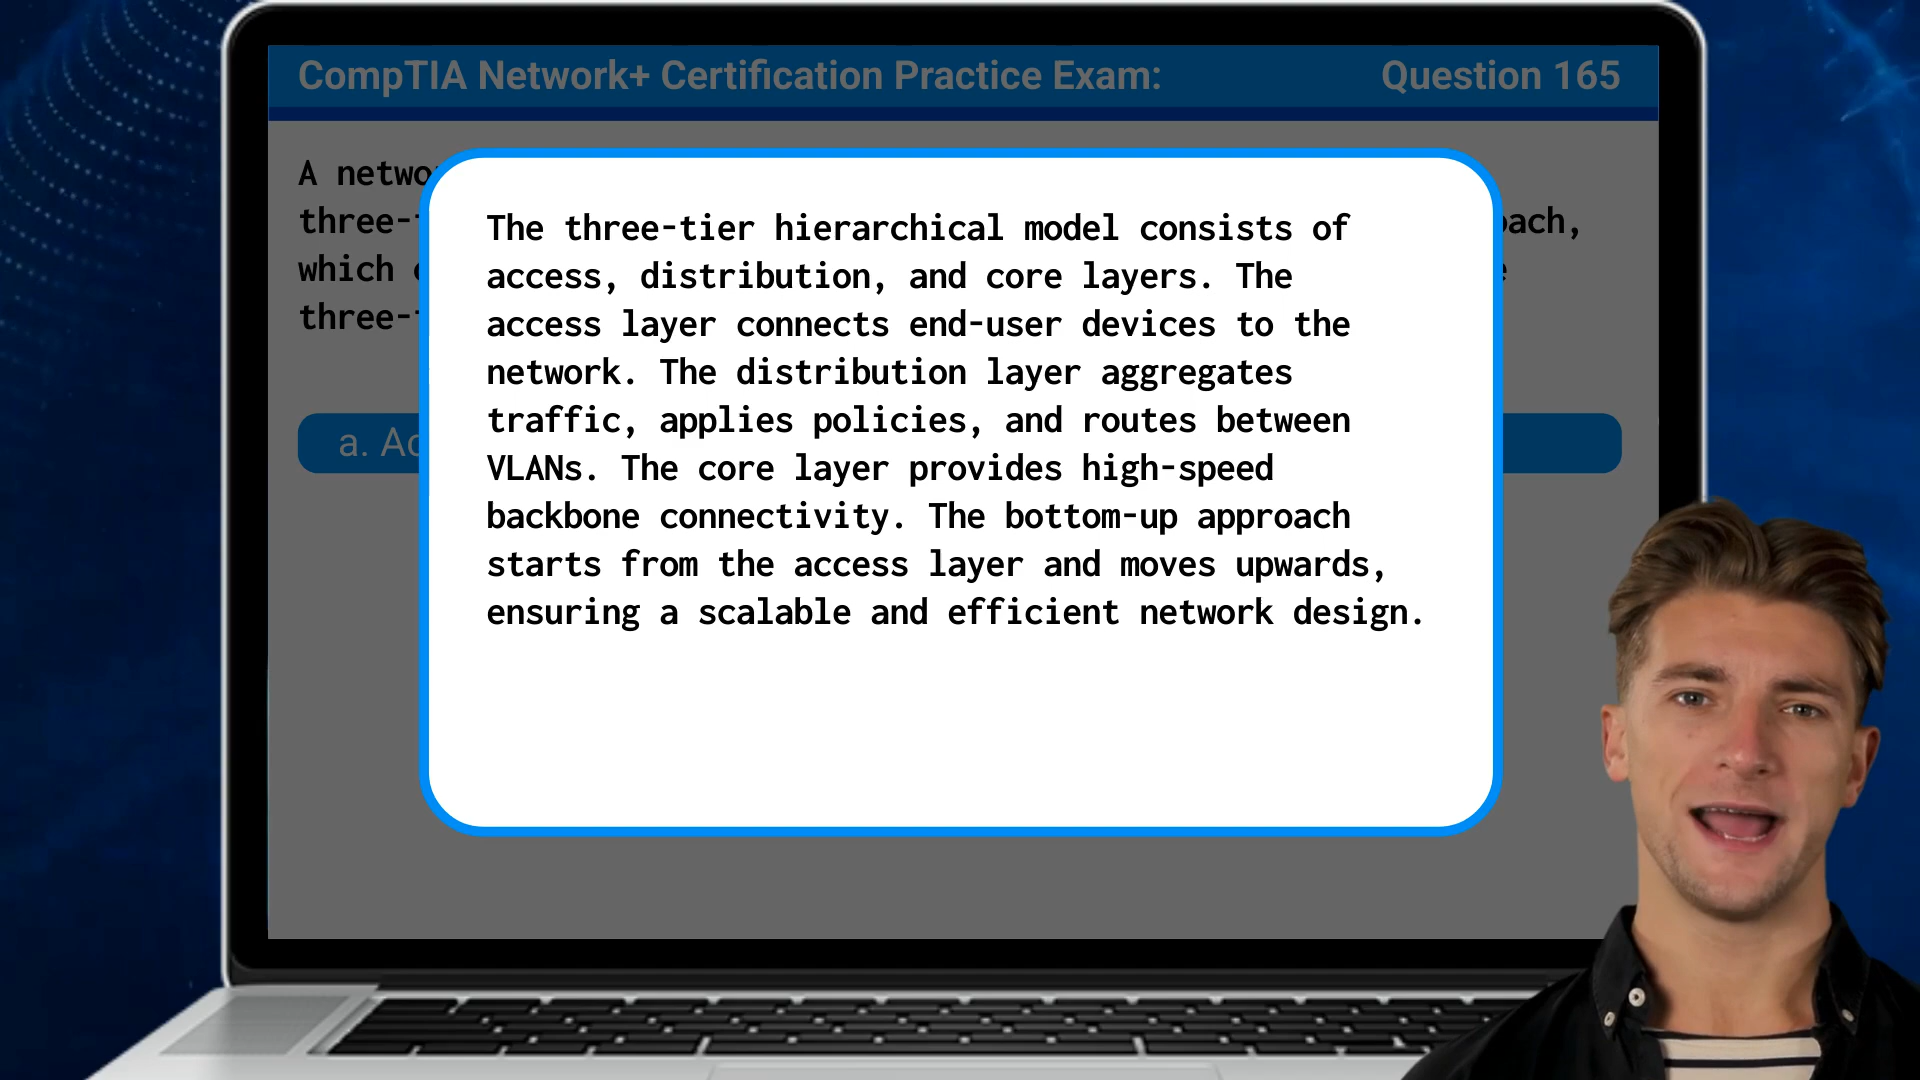 CompTIA Network+ Certification Practice Exam: Question 165
A
three-
which
three-
a.
The three-tier hierarchical model consists of
access, distribution, and core layers. The
access layer connects end-user devices to the
network. The distribution layer aggregates
traffic, applies policies, and routes between
VLANs. The core layer provides high-speed
backbone connectivity. The bottom-up approach
starts from the access layer and moves upwards,
ensuring a scalable and efficient network design.